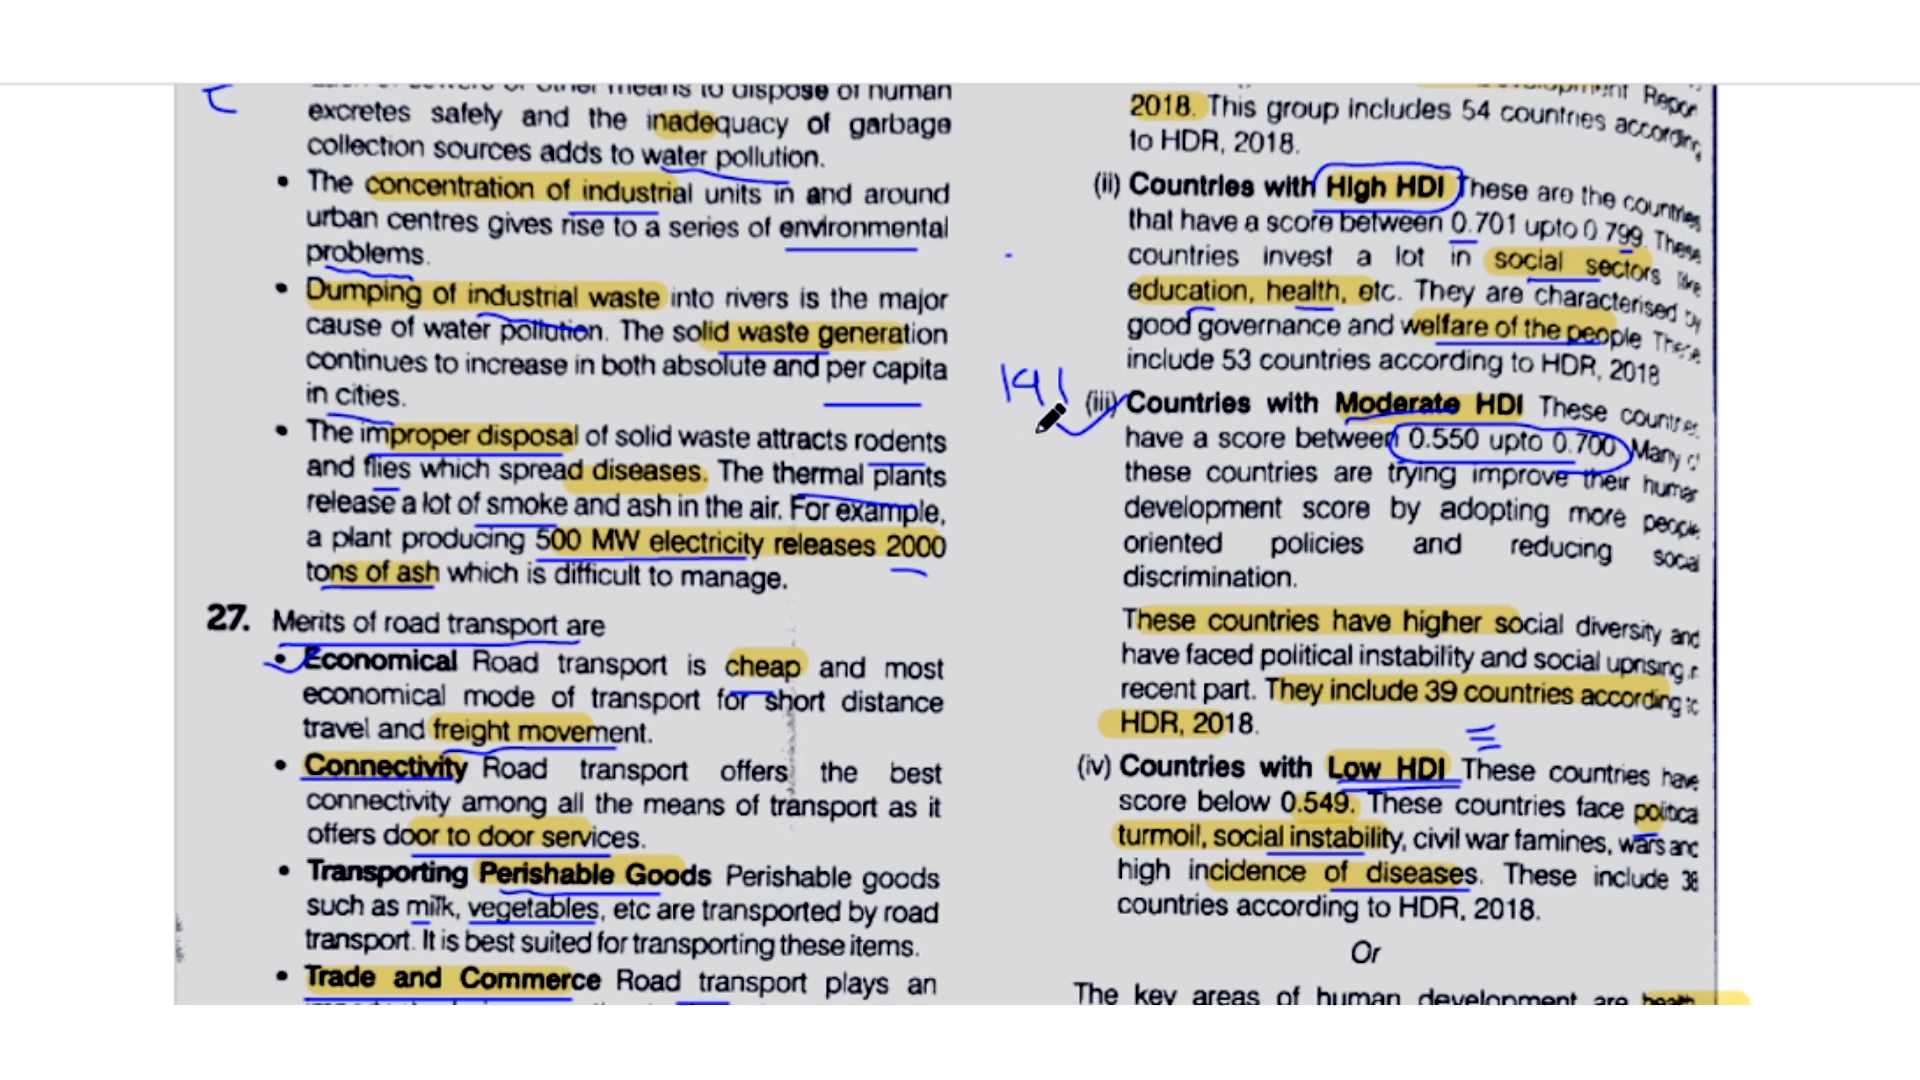 excretes safely and the inadequacy of garbage
collection sources adds to water pollution.
• The concentration of industrial units in and around
urban centres gives rise to a series of environmental
problems.
• Dumping of industrial waste into rivers is the major
cause of water pollution. The solid waste generation
continues to increase in both absolute and per capita
in cities.
• The improper disposal of solid waste attracts rodents
and flies which spread diseases. The thermal plants
release a lot of smoke and ash in the air. For example,
a plant producing 500 MW electricity releases 2000
tons of ash which is difficult to manage.
27. Merits of road transport are
• Economical Road transport is cheap and most
economical mode of transport for short distance
travel and freight movement.
• Connectivity Road transport offers the best
connectivity among all the means of transport as it
offers door to door services.
• Transporting Perishable Goods Perishable goods
such as milk, vegetables, etc are transported by road
transport. It is best suited for transporting these items.
• Trade and Commerce Road transport plays an
2018. This group includes 54 countries according
to HDR, 2018.
(ii) Countries with High HDI These are the countries
that have a score between 0.701 upto 0 799. These
countries invest a lot in social sectors like
education, health, etc. They are characterised by
good governance and welfare of the people These
include 53 countries according to HDR, 2018
191
(iii) Countries with Moderate HDI These countries
have a score between 0.550 upto 0.700 Many
these countries are trying improve their human
development score by adopting more people
oriented policies and reducing social
discrimination.
These countries have higher social diversity and
have faced political instability and social uprising
recent part. They include 39 countries according to
HDR, 2018.
(iv) Countries with Low HDI These countries have
score below 0.549. These countries face political
turmoil, social instability, civil war famines, wars and
high incidence of diseases. These include 38
countries according to HDR, 2018.
Or
The key areas of human development are health